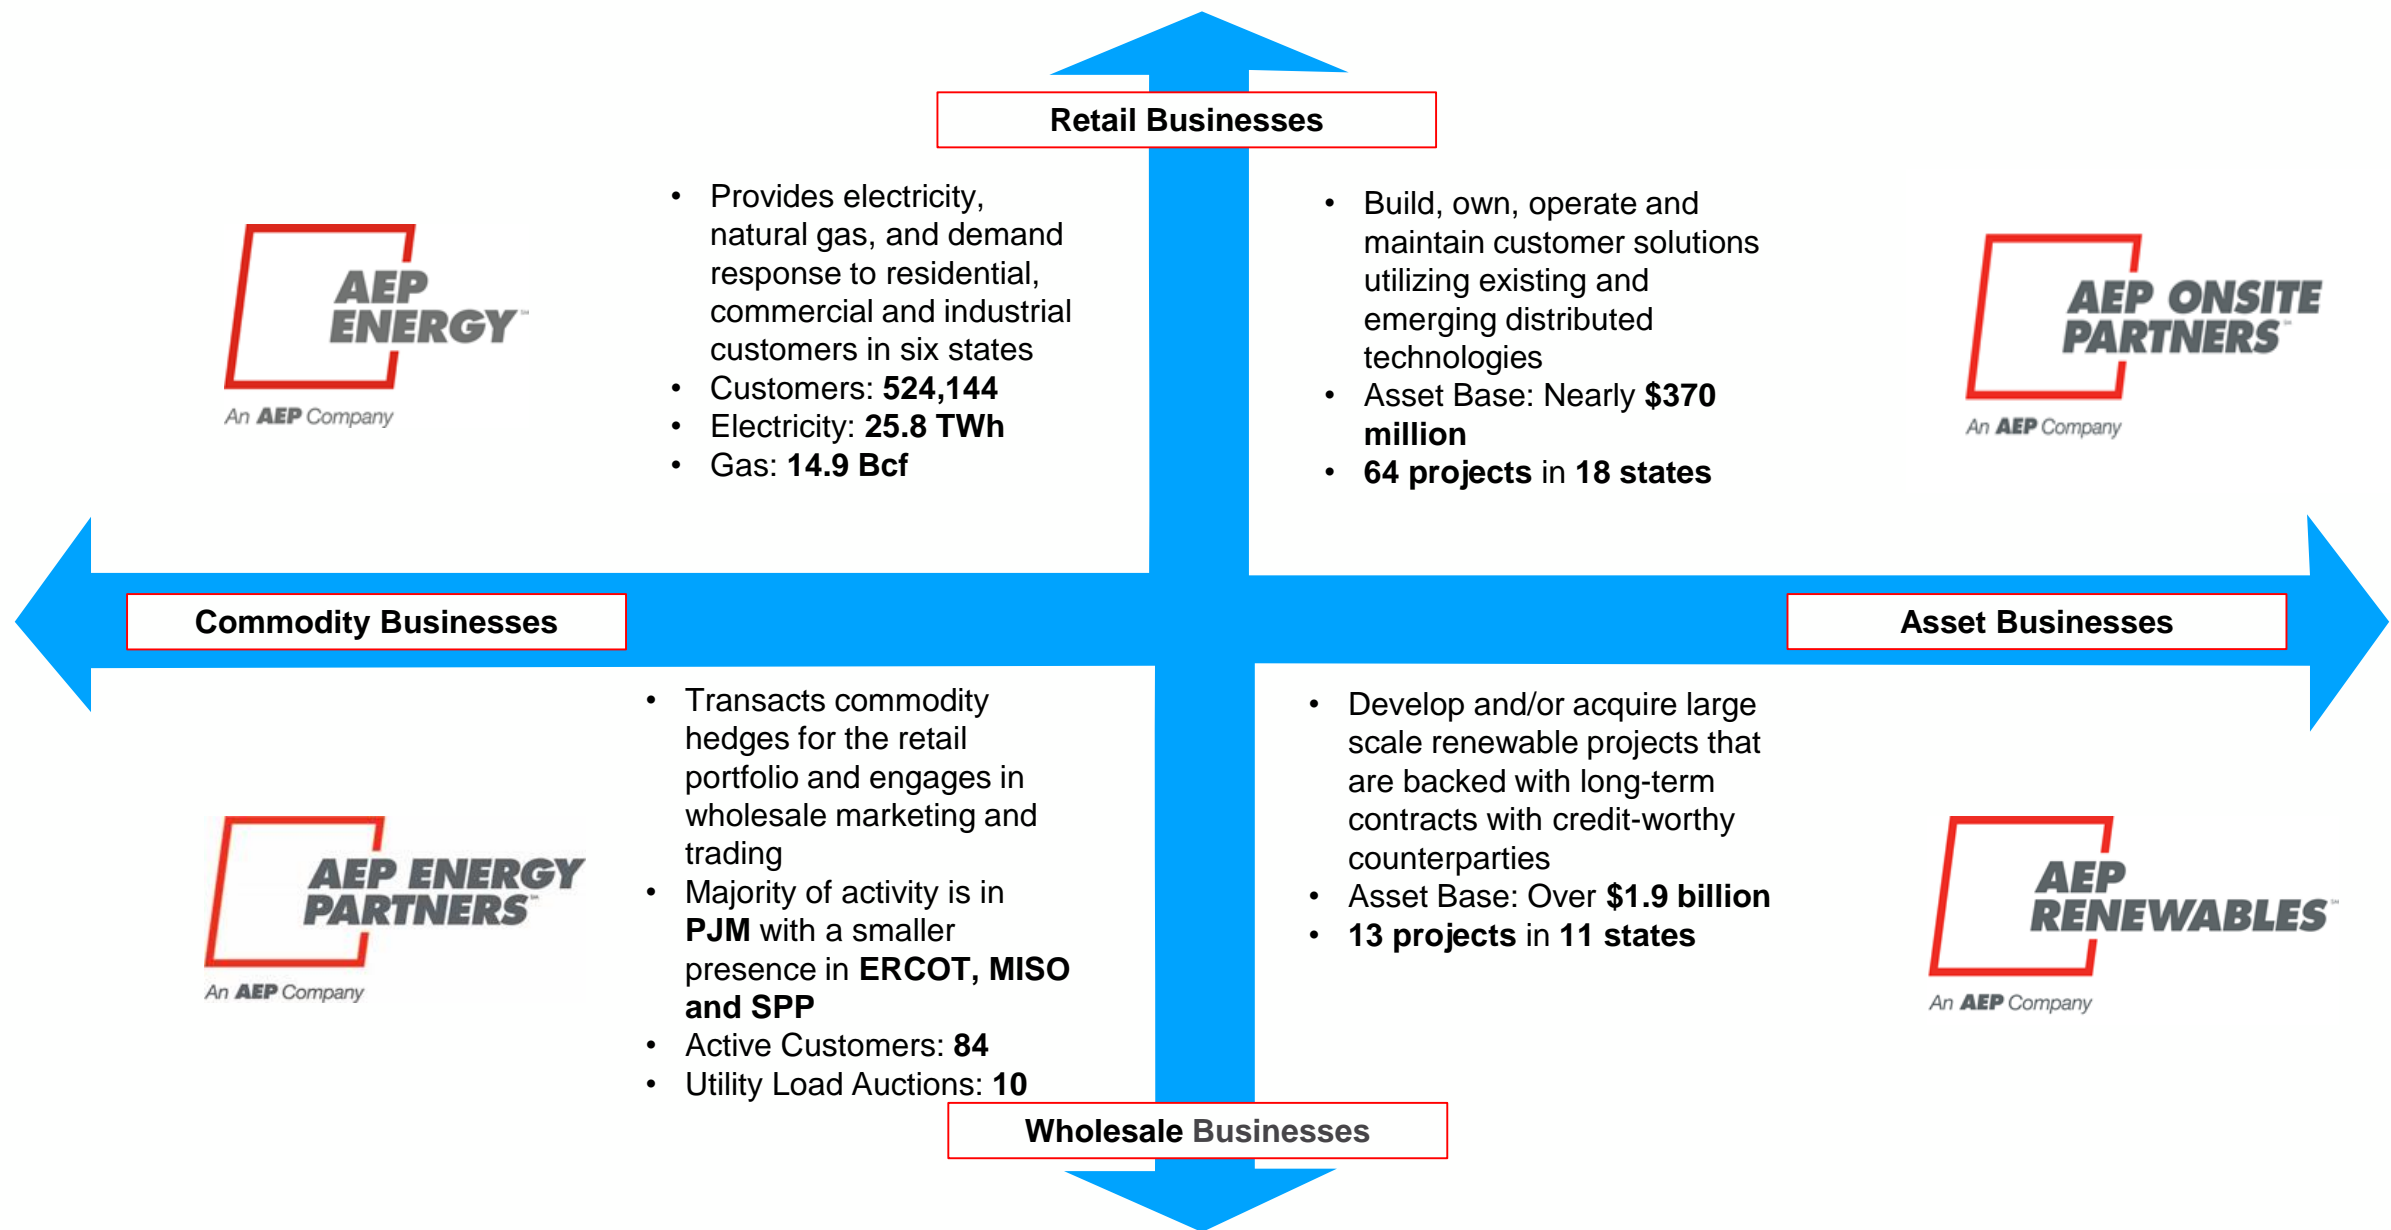 Retail Businesses
AEP
ENERGY℠
An AEP Company
• Provides electricity,
natural gas, and demand
response to residential,
commercial and industrial
customers in six states
• Customers: 524,144
• Electricity: 25.8 TWh
• Gas: 14.9 Bcf
• Build, own, operate and
maintain customer solutions
utilizing existing and
emerging distributed
technologies
• Asset Base: Nearly $370
million
• 64 projects in 18 states
AEP ONSITE
PARTNERS℠
An AEP Company
Commodity Businesses
Asset Businesses
AEP ENERGY
PARTNERS℠
An AEP Company
• Transacts commodity
hedges for the retail
portfolio and engages in
wholesale marketing and
trading
• Majority of activity is in
PJM with a smaller
presence in ERCOT, MISO
and SPP
• Active Customers: 84
• Utility Load Auctions: 10
• Develop and/or acquire large
scale renewable projects that
are backed with long-term
contracts with credit-worthy
counterparties
• Asset Base: Over $1.9 billion
• 13 projects in 11 states
AEP
RENEWABLES℠
An AEP Company
Wholesale Businesses